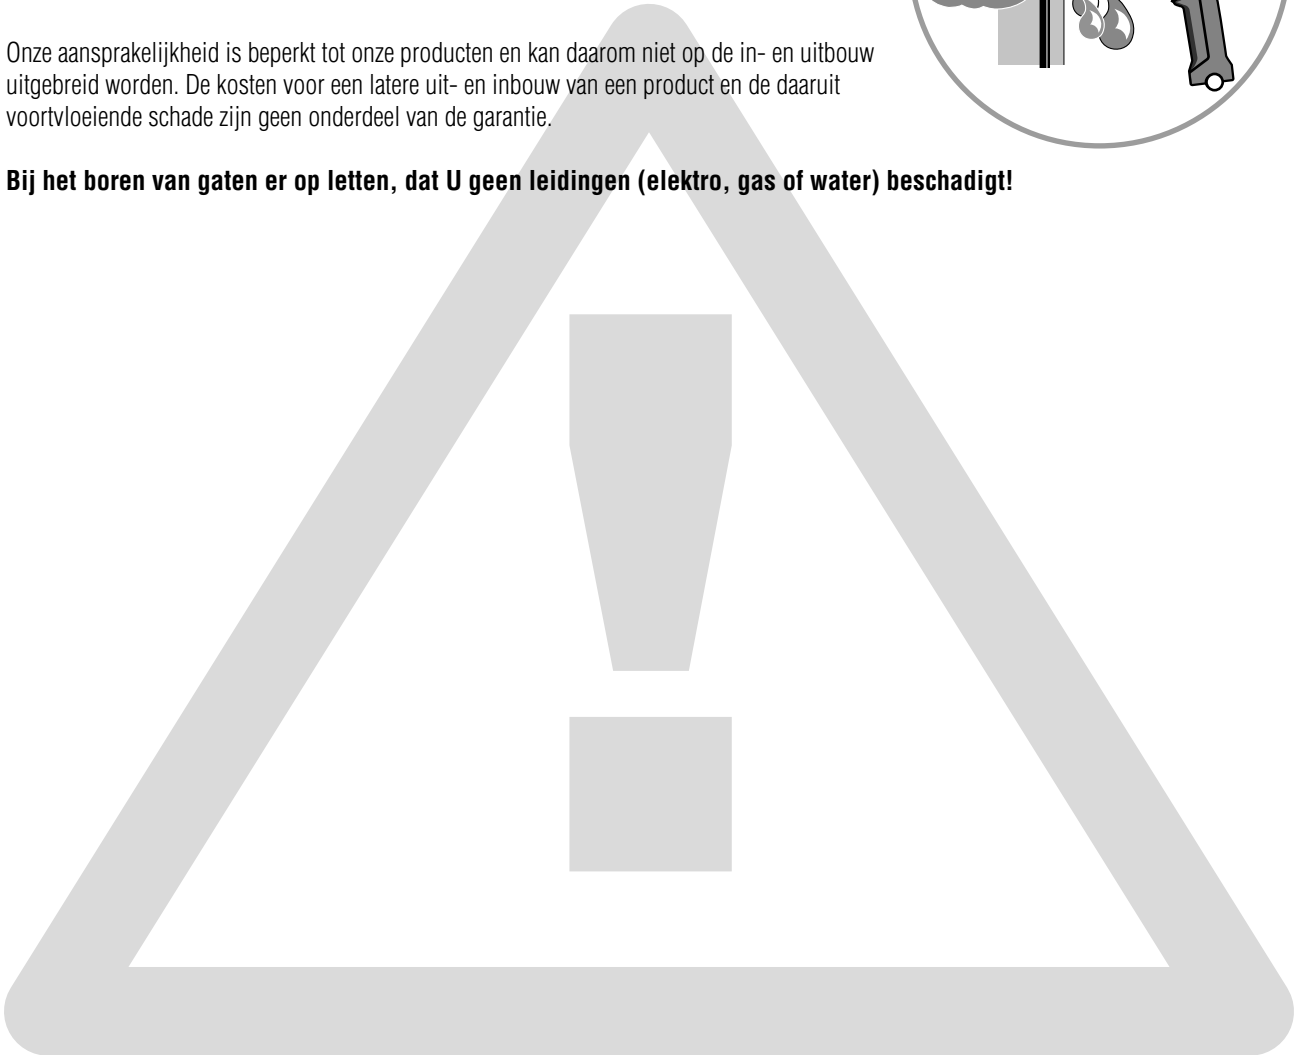 Onze aansprakelijkheid is beperkt tot onze producten en kan daarom niet op de in- en uitbouw
uitgebreid worden. De kosten voor een latere uit- en inbouw van een product en de daaruit
voortvloeiende schade zijn geen onderdeel van de garantie.
Bij het boren van gaten er op letten, dat U geen leidingen (elektro, gas of water) beschadigt!